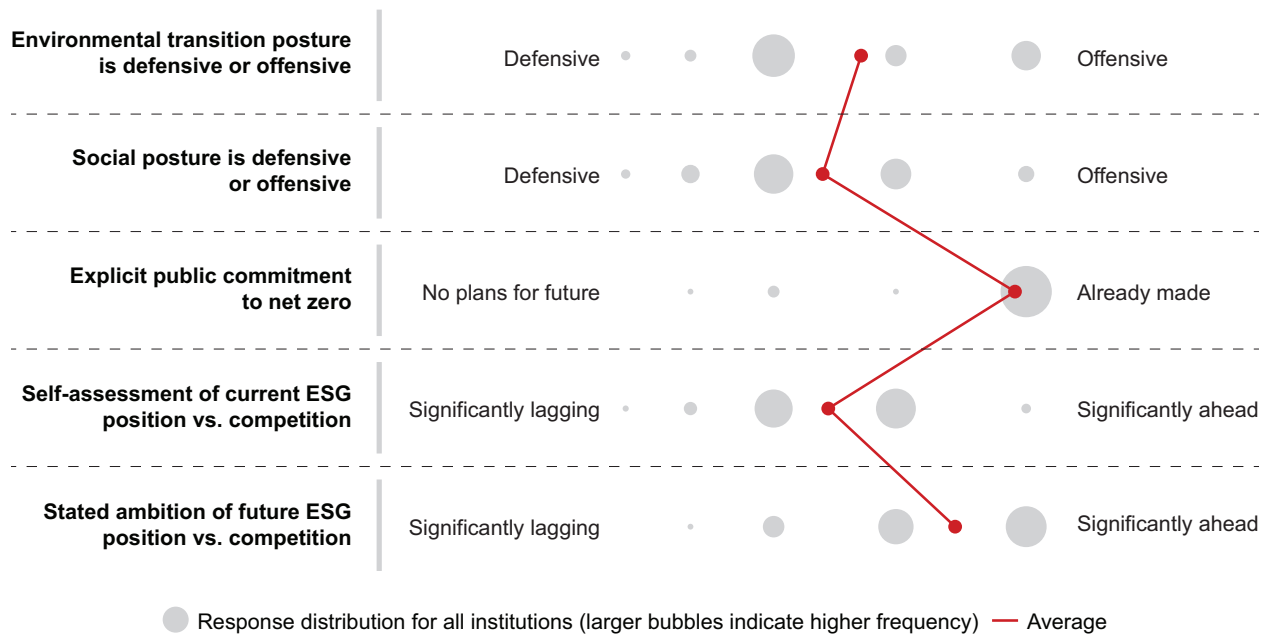 Environmental transition posture
is defensive or offensive
Defensive
Offensive
Social posture is defensive
or offensive
Defensive
Offensive
Explicit public commitment
to net zero
No plans for future
Already made
Self-assessment of current ESG
position vs. competition
Significantly lagging
Significantly ahead
Stated ambition of future ESG
position vs. competition
Significantly lagging
Significantly ahead
Response distribution for all institutions (larger bubbles indicate higher frequency)
Average